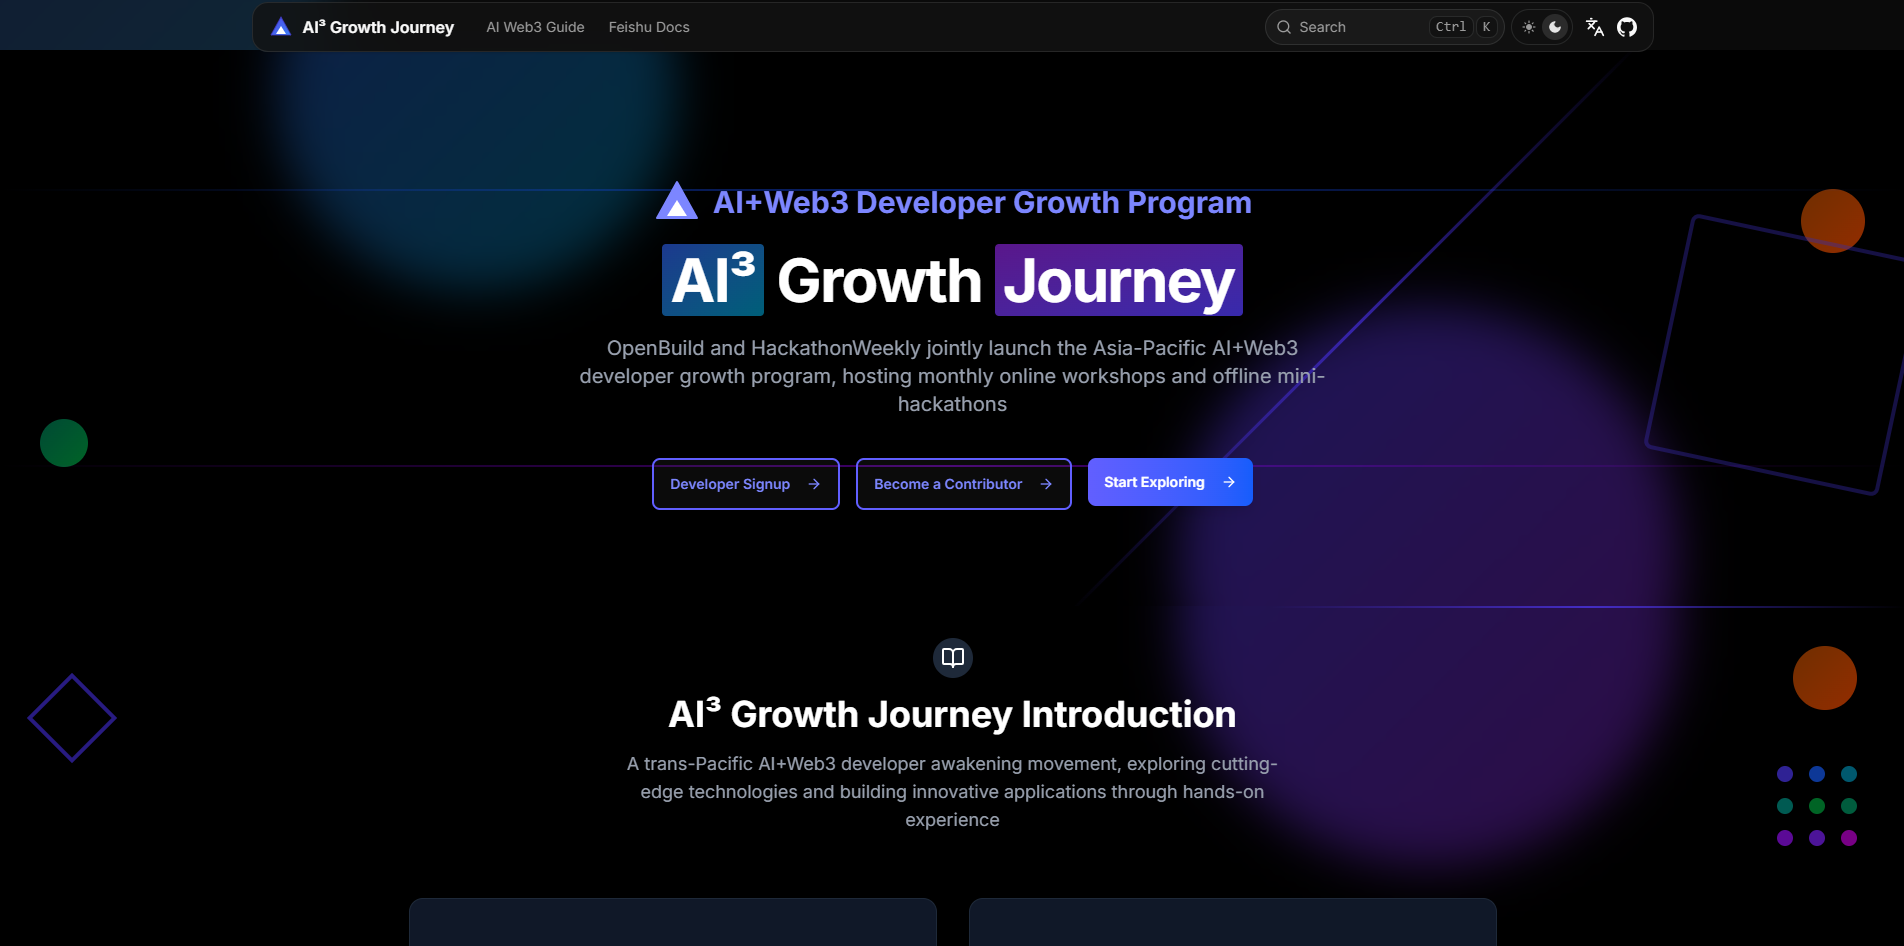 AI³ Growth Journey
AI Web3 Guide
Feishu Docs
Search
Ctrl K
AI+Web3 Developer Growth Program
AI³ Growth Journey
OpenBuild and HackathonWeekly jointly launch the Asia-Pacific AI+Web3
developer growth program, hosting monthly online workshops and offline mini-
hackathons
Developer Signup →
Become a Contributor →
Start Exploring →
AI³ Growth Journey Introduction
A trans-Pacific AI+Web3 developer awakening movement, exploring cutting-
edge technologies and building innovative applications through hands-on
experience